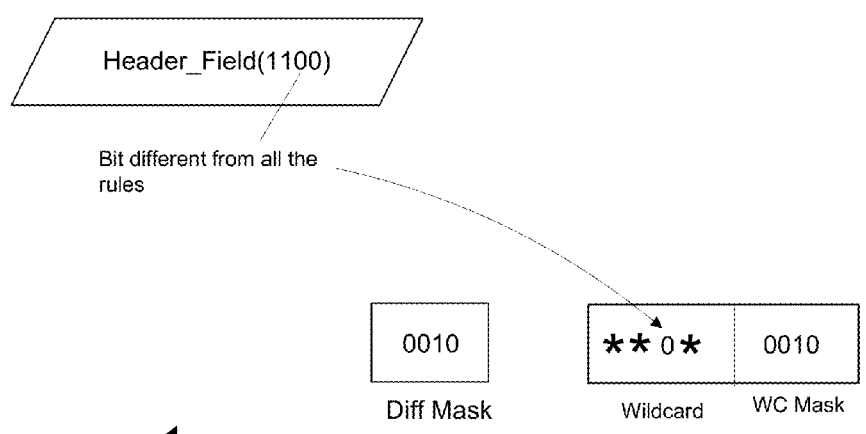 Header_Field(1100)
Bit different from all the
rules
0010
**0*
0010
Diff Mask
Wildcard
WC Mask